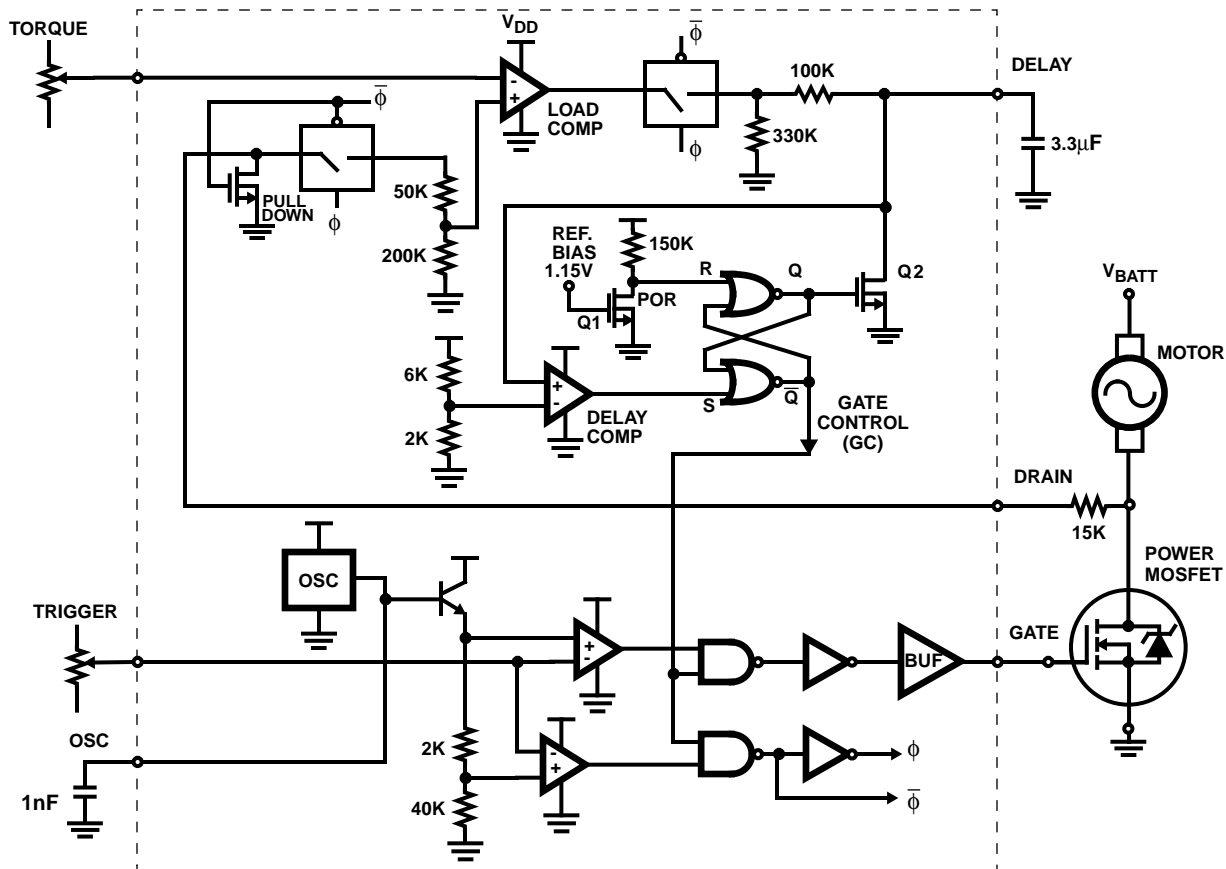 TORQUE
V_DD
φ̅
100K
DELAY
LOAD
COMP
330K
φ
3.3µF
φ̅
PULL
DOWN
φ
50K
200K
REF.
BIAS
1.15V
150K
Q1
POR
R
Q
Q2
V_BATT
MOTOR
6K
2K
DELAY
COMP
S
Q̅
GATE
CONTROL
(GC)
DRAIN
15K
POWER
MOSFET
OSC
TRIGGER
GATE
BUF
OSC
1nF
2K
40K
φ
φ̅
+
-
+
-
+
-
+
-